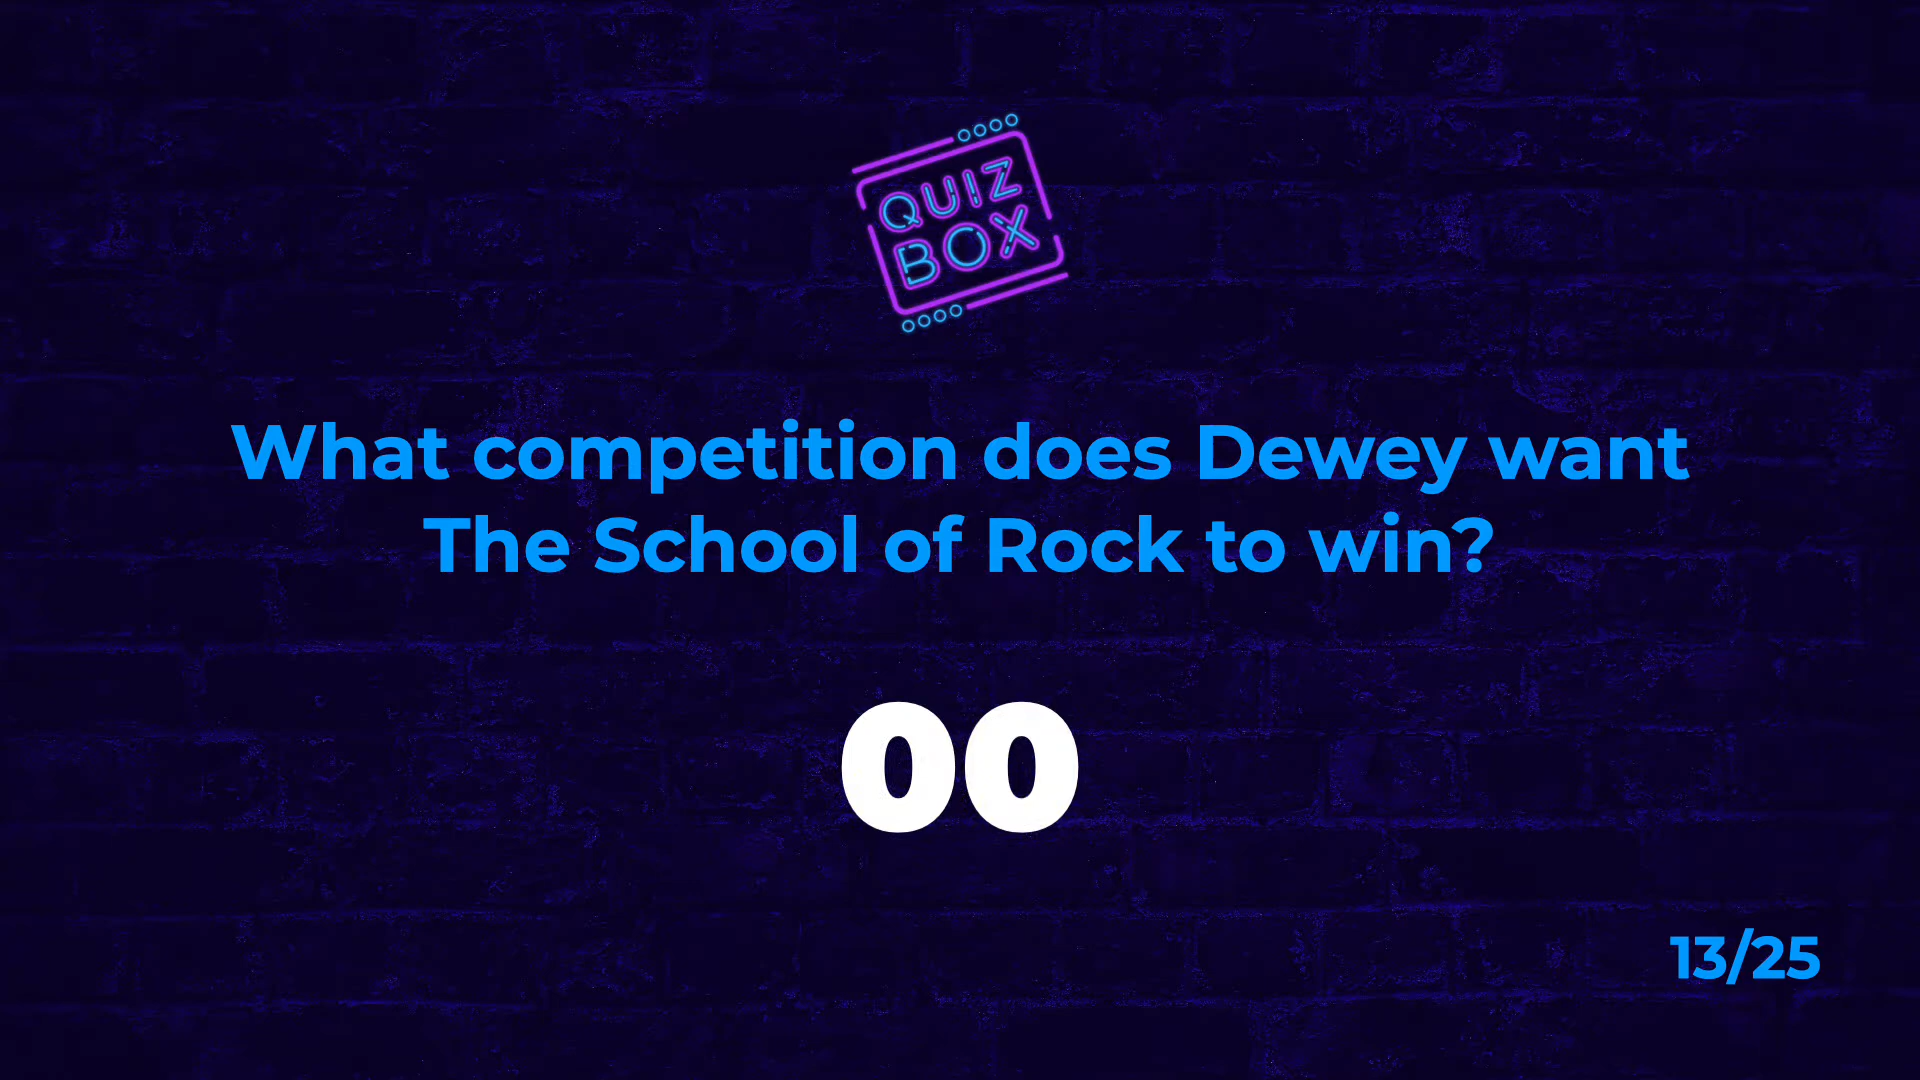 QUIZ
BOX
What competition does Dewey want
The School of Rock to win?
00
13/25